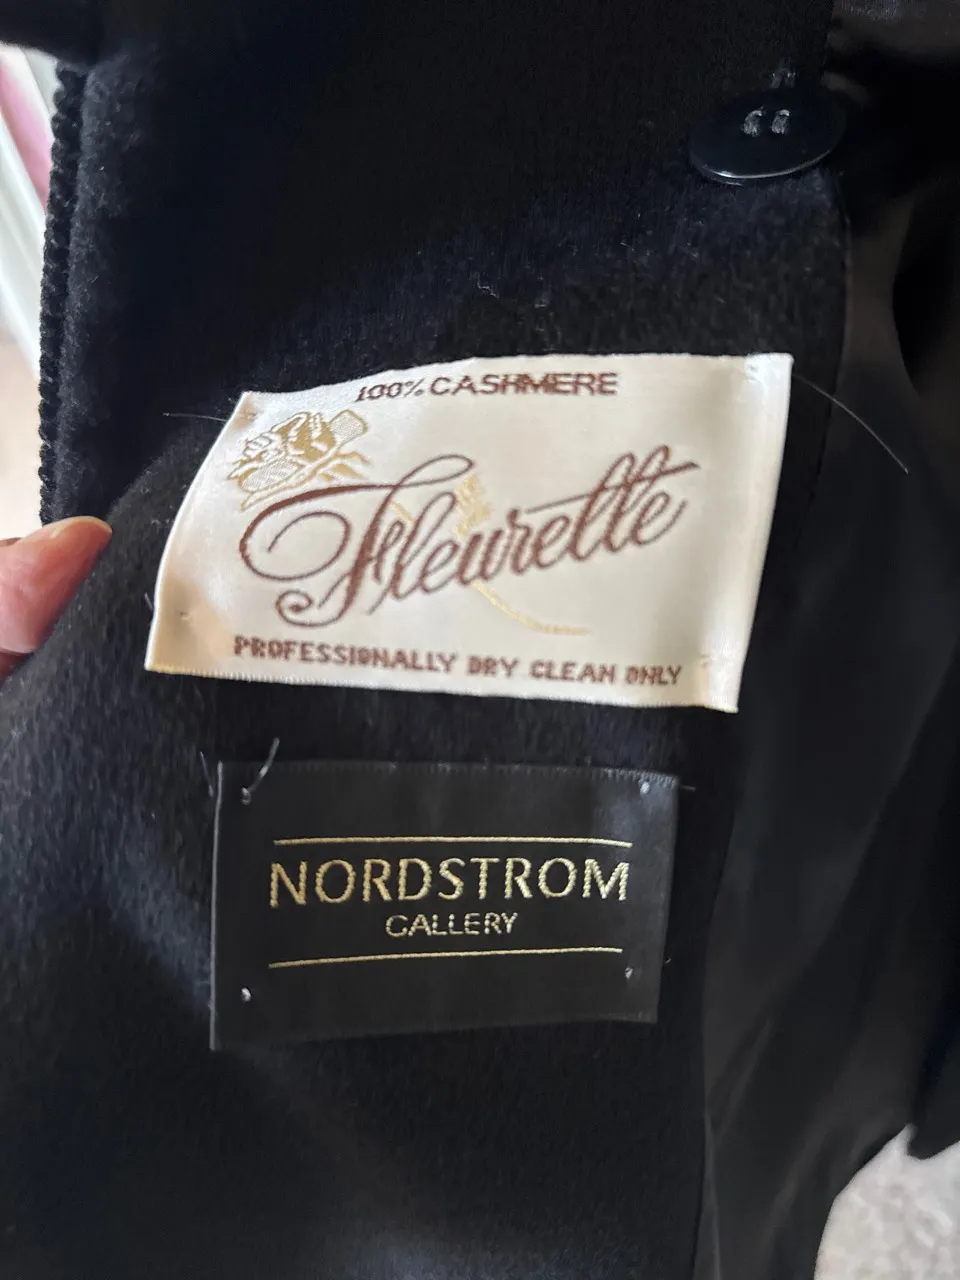 100% CASHMERE
Fleurette
PROFESSIONALLY DRY CLEAN ONLY
NORDSTROM
GALLERY